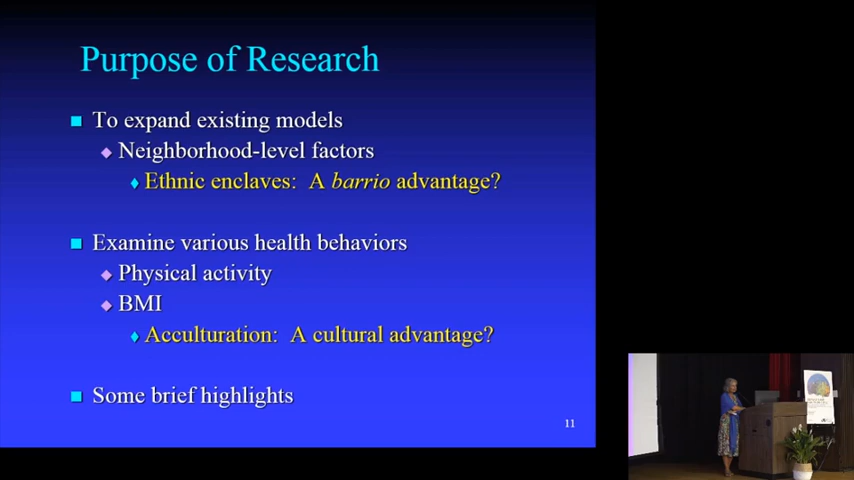 Purpose of Research
To expand existing models
Neighborhood-level factors
Ethnic enclaves: A barrio advantage?
Examine various health behaviors
Physical activity
BMI
Acculturation: A cultural advantage?
Some brief highlights
11